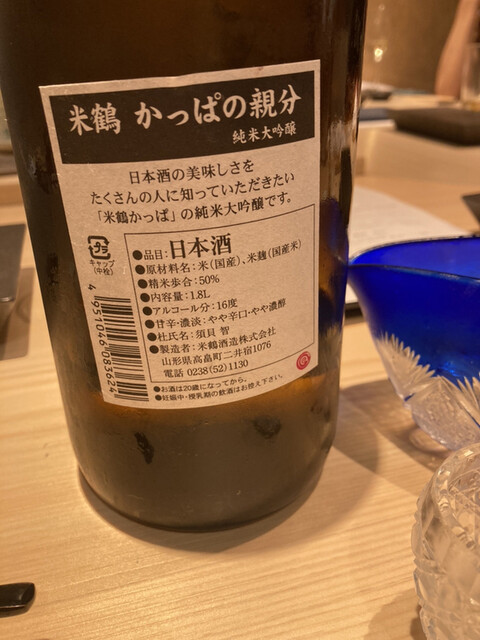 米鶴 かっぱの親分
純米大吟醸
日本酒の美味しさを
たくさんの人に知っていただきたい
「米鶴かっぱ」の純米大吟醸です。
プラ
キャップ
(中栓)
●品目:日本酒
●原材料名:米(国産)、米麹(国産米)
●精米歩合:50%
●内容量:1.8L
●アルコール分:16度
●甘辛・濃淡:やや辛口・やや濃醇
●杜氏名:須貝 智
●製造者:米鶴酒造株式会社
山形県高畠町二井宿1076
電話 0238(52)1130
●お酒は20歳になってから。
●妊娠中・授乳期の飲酒はお控え下さい。
4951046083624